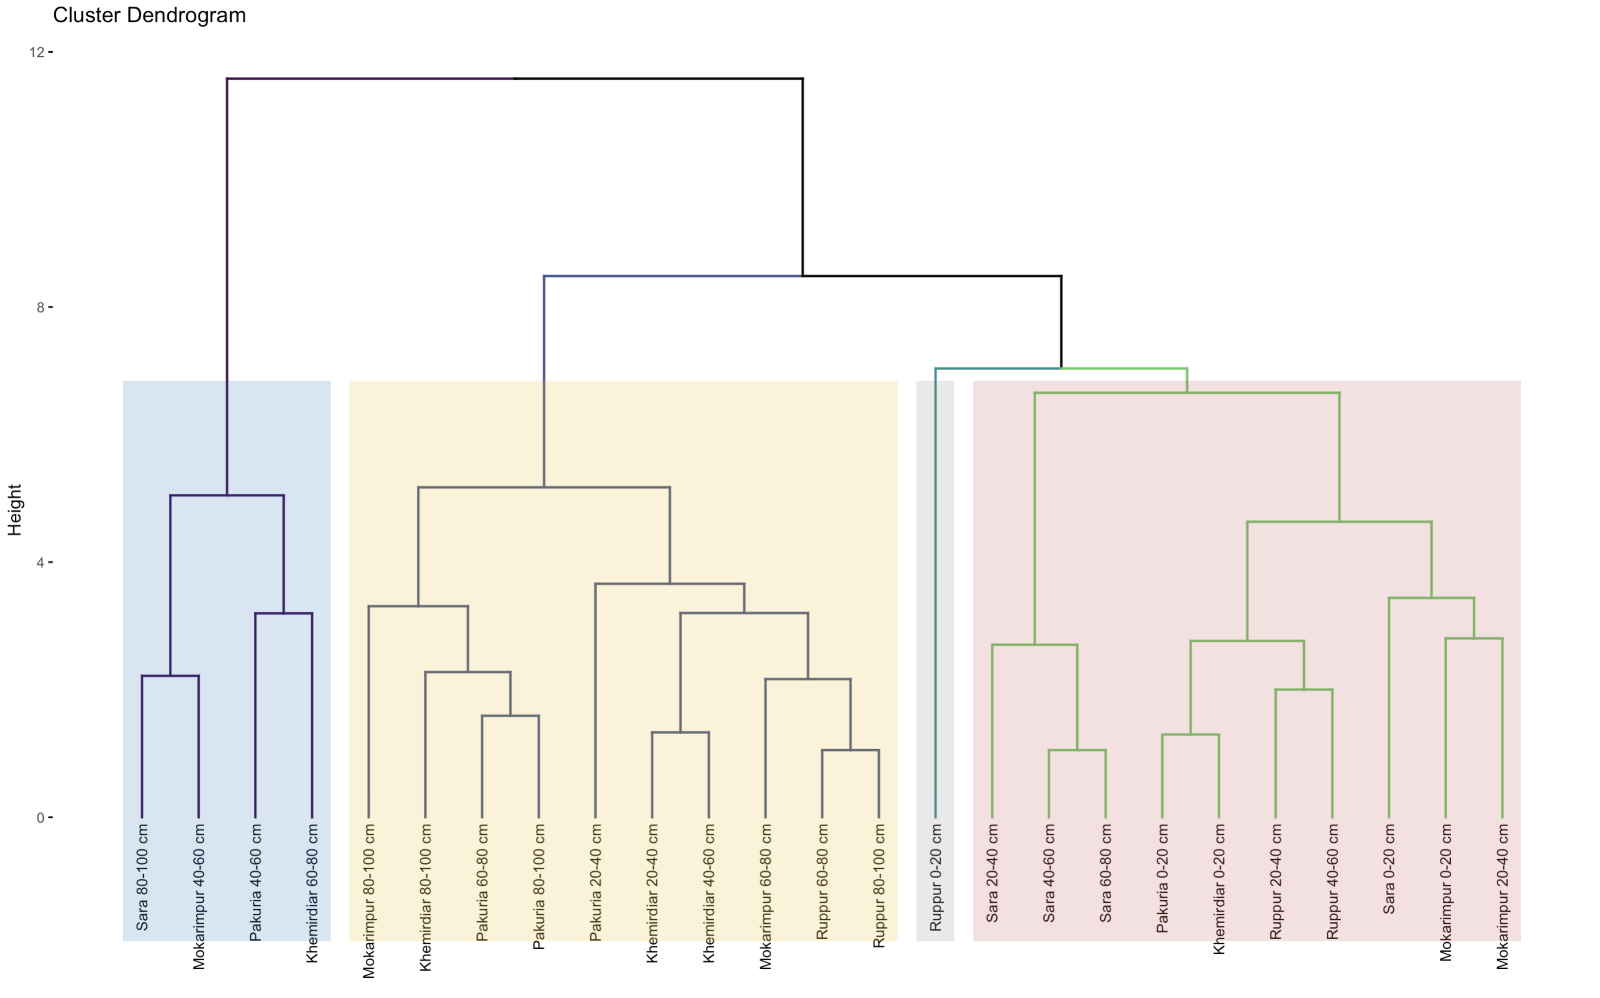 Cluster Dendrogram
12
8
4
0
Height
Sara 80-100 cm
Mokarimpur 40-60 cm
Pakuria 40-60 cm
Khemirdiar 60-80 cm
Mokarimpur 80-100 cm
Khemirdiar 80-100 cm
Pakuria 60-80 cm
Pakuria 80-100 cm
Pakuria 20-40 cm
Khemirdiar 20-40 cm
Khemirdiar 40-60 cm
Mokarimpur 60-80 cm
Ruppur 60-80 cm
Ruppur 80-100 cm
Ruppur 0-20 cm
Sara 20-40 cm
Sara 40-60 cm
Sara 60-80 cm
Pakuria 0-20 cm
Khemirdiar 0-20 cm
Ruppur 20-40 cm
Ruppur 40-60 cm
Sara 0-20 cm
Mokarimpur 0-20 cm
Mokarimpur 20-40 cm